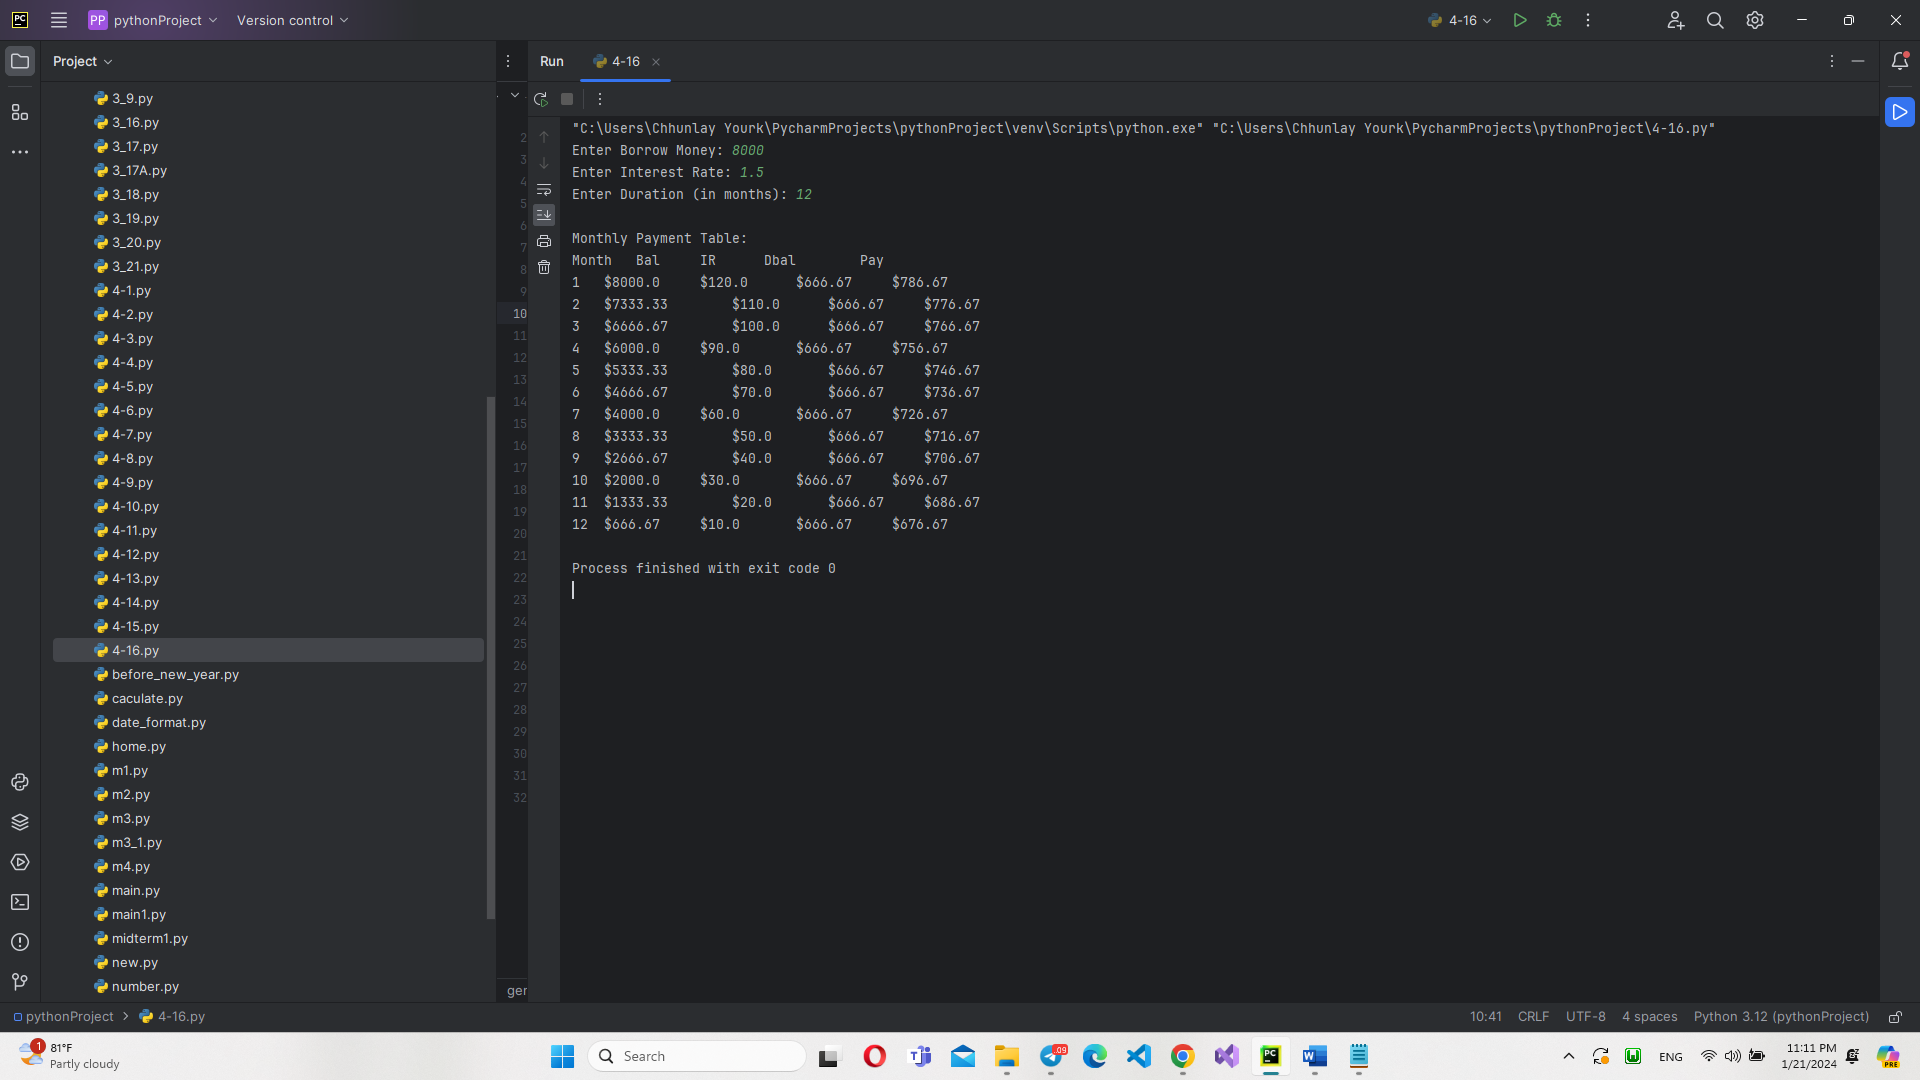 PC PP pythonProject Version control 4-16
Project
Run 4-16
3_9.py
3_16.py
3_17.py
3_17A.py
3_18.py
3_19.py
3_20.py
3_21.py
4-1.py
4-2.py
4-3.py
4-4.py
4-5.py
4-6.py
4-7.py
4-8.py
4-9.py
4-10.py
4-11.py
4-12.py
4-13.py
4-14.py
4-15.py
4-16.py
before_new_year.py
caculate.py
date_format.py
home.py
m1.py
m2.py
m3.py
m3_1.py
m4.py
main.py
main1.py
midterm1.py
new.py
number.py
2
3
4
5
6
7
8
9
10
11
12
13
14
15
16
17
18
19
20
21
22
23
24
25
26
27
28
29
30
31
32
ger
"C:\Users\Chhunlay Yourk\PycharmProjects\pythonProject\venv\Scripts\python.exe" "C:\Users\Chhunlay Yourk\PycharmProjects\pythonProject\4-16.py"
Enter Borrow Money: 8000
Enter Interest Rate: 1.5
Enter Duration (in months): 12
Monthly Payment Table:
Month Bal IR Dbal Pay
1 $8000.0 $120.0 $666.67 $786.67
2 $7333.33 $110.0 $666.67 $776.67
3 $6666.67 $100.0 $666.67 $766.67
4 $6000.0 $90.0 $666.67 $756.67
5 $5333.33 $80.0 $666.67 $746.67
6 $4666.67 $70.0 $666.67 $736.67
7 $4000.0 $60.0 $666.67 $726.67
8 $3333.33 $50.0 $666.67 $716.67
9 $2666.67 $40.0 $666.67 $706.67
10 $2000.0 $30.0 $666.67 $696.67
11 $1333.33 $20.0 $666.67 $686.67
12 $666.67 $10.0 $666.67 $676.67
Process finished with exit code 0
pythonProject 4-16.py 10:41 CRLF UTF-8 4 spaces Python 3.12 (pythonProject)
1 81°F
Partly cloudy
Search
.09
PC
ENG
11:11 PM
1/21/2024
PRE